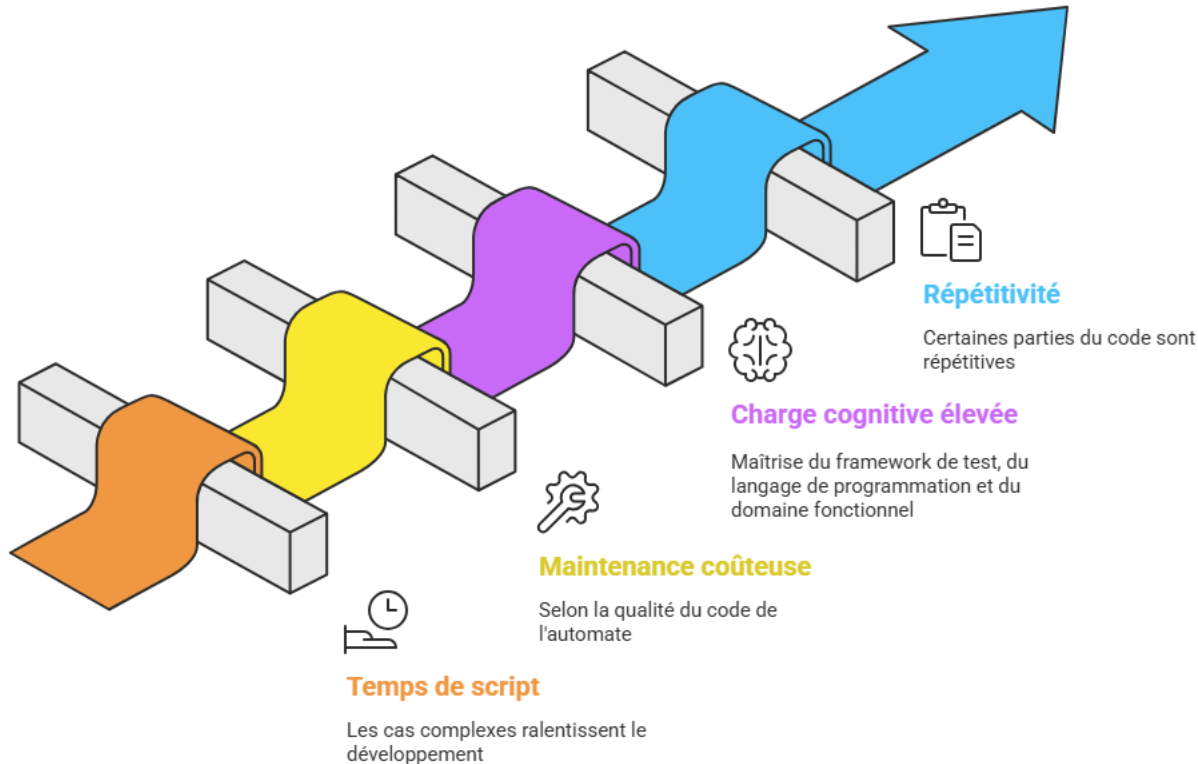 Répétitivité
Certaines parties du code sont
répétitives
Charge cognitive élevée
Maîtrise du framework de test, du
langage de programmation et du
domaine fonctionnel
Maintenance coûteuse
Selon la qualité du code de
l'automate
Temps de script
Les cas complexes ralentissent le
développement